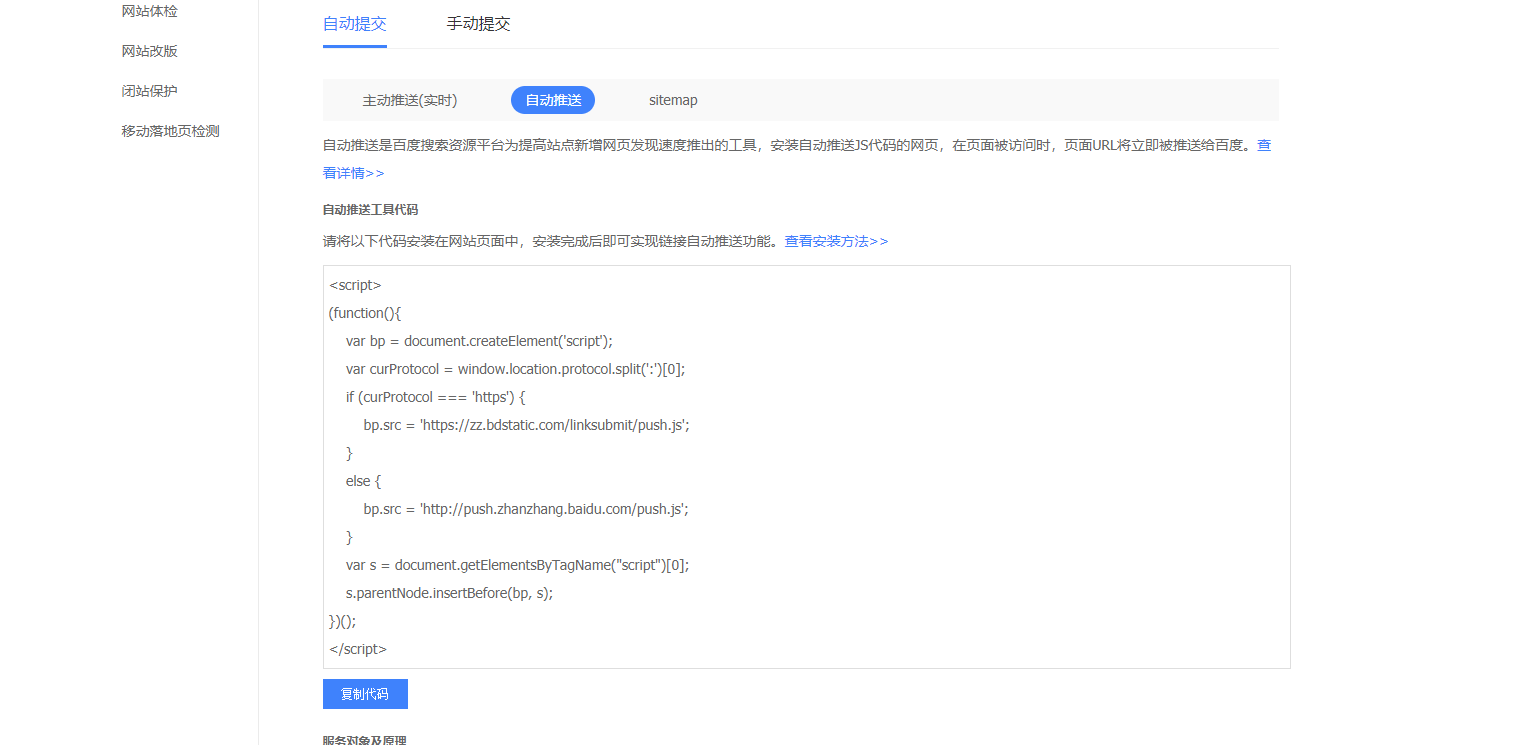 网站体检
网站改版
闭站保护
移动落地页检测
自动提交 手动提交
主动推送(实时) 自动推送 sitemap
自动推送是百度搜索资源平台为提高站点新增网页发现速度推出的工具，安装自动推送JS代码的网页，在页面被访问时，页面URL将立即被推送给百度。查
看详情>>
自动推送工具代码
请将以下代码安装在网站页面中，安装完成后即可实现链接自动推送功能。查看安装方法>>
<script>
(function(){
    var bp = document.createElement('script');
    var curProtocol = window.location.protocol.split(':')[0];
    if (curProtocol === 'https') {
        bp.src = 'https://zz.bdstatic.com/linksubmit/push.js';
    }
    else {
        bp.src = 'http://push.zhanzhang.baidu.com/push.js';
    }
    var s = document.getElementsByTagName("script")[0];
    s.parentNode.insertBefore(bp, s);
})();
</script>
复制代码
服务对象及原理